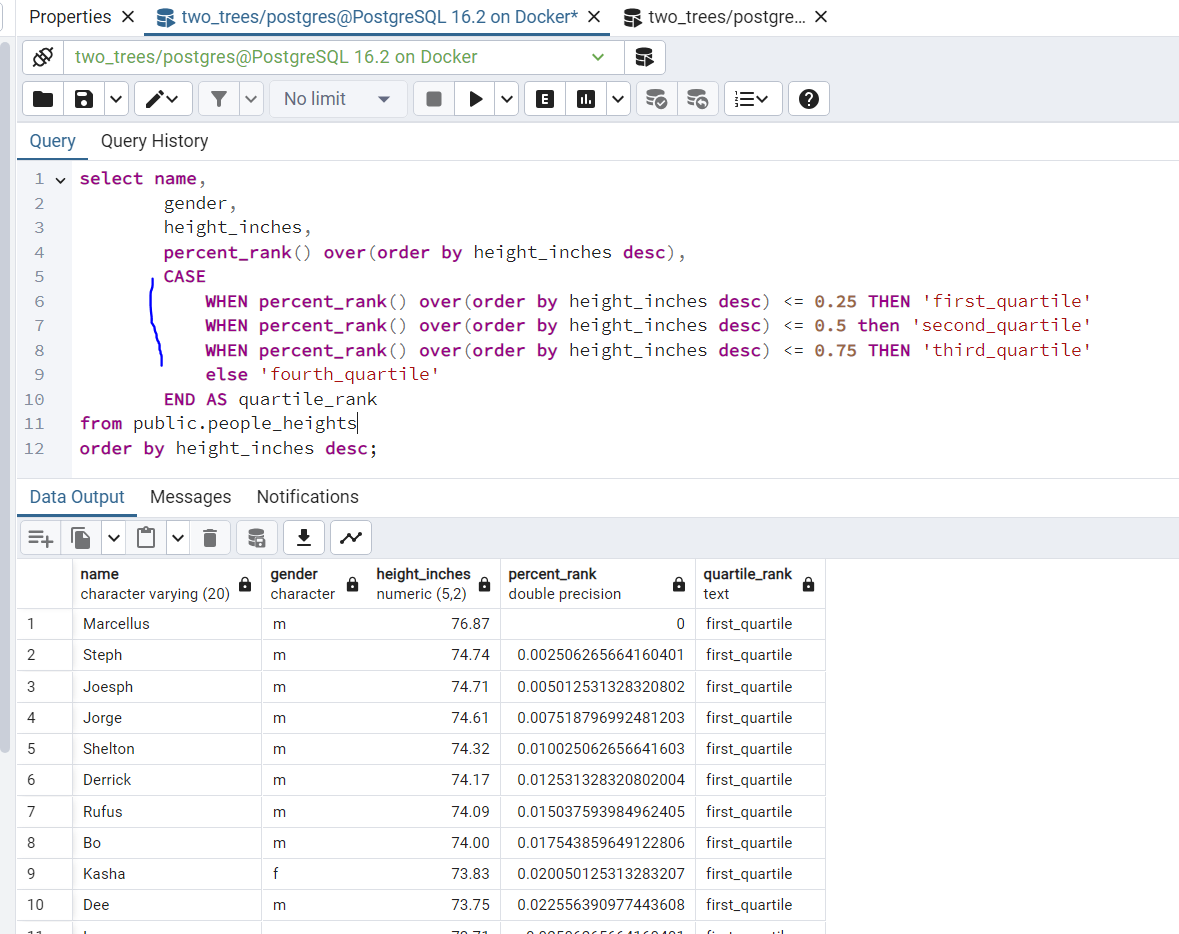 Properties two_trees/postgres@PostgreSQL 16.2 on Docker* two_trees/postgre...
two_trees/postgres@PostgreSQL 16.2 on Docker
No limit E
Query Query History
1 select name,
2 gender,
3 height_inches,
4 percent_rank() over(order by height_inches desc),
5 CASE
6 WHEN percent_rank() over(order by height_inches desc) <= 0.25 THEN 'first_quartile'
7 WHEN percent_rank() over(order by height_inches desc) <= 0.5 then 'second_quartile'
8 WHEN percent_rank() over(order by height_inches desc) <= 0.75 THEN 'third_quartile'
9 else 'fourth_quartile'
10 END AS quartile_rank
11 from public.people_heights
12 order by height_inches desc;
Data Output Messages Notifications
name gender height_inches percent_rank quartile_rank
character varying (20) character numeric (5,2) double precision text
1 Marcellus m 76.87 0 first_quartile
2 Steph m 74.74 0.002506265664160401 first_quartile
3 Joesph m 74.71 0.005012531328320802 first_quartile
4 Jorge m 74.61 0.007518796992481203 first_quartile
5 Shelton m 74.32 0.010025062656641603 first_quartile
6 Derrick m 74.17 0.012531328320802004 first_quartile
7 Rufus m 74.09 0.015037593984962405 first_quartile
8 Bo m 74.00 0.017543859649122806 first_quartile
9 Kasha f 73.83 0.020050125313283207 first_quartile
10 Dee m 73.75 0.022556390977443608 first_quartile